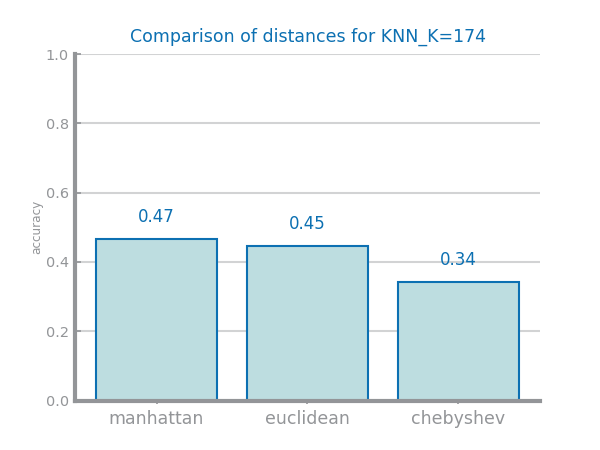 Comparison of distances for KNN_K=174
1.0
0.8
0.6
0.4
0.2
0.0
accuracy
0.47
0.45
0.34
manhattan
euclidean
chebyshev